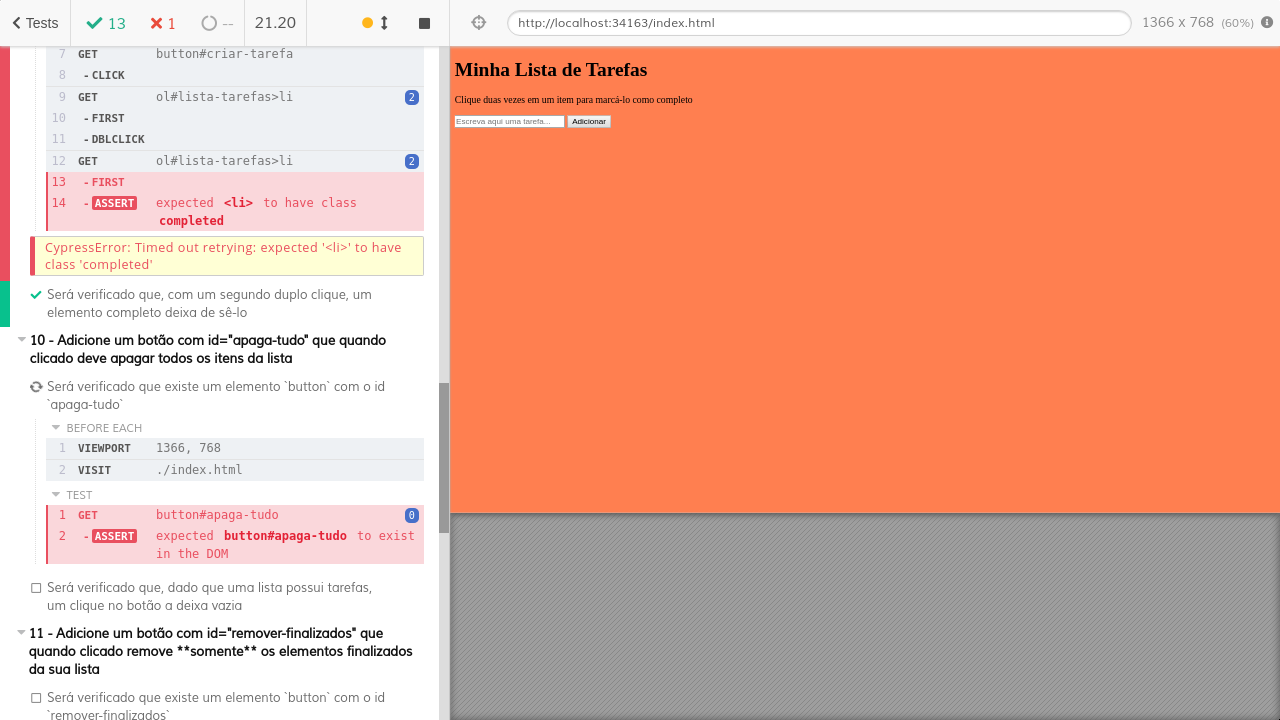 Tests
13
1
--
21.20
http://localhost:34163/index.html
1366 x 768 (60%)
7 GET button#criar-tarefa
8 - CLICK
9 GET ol#lista-tarefas>li 2
10 - FIRST
11 - DBLCLICK
12 GET ol#lista-tarefas>li 2
13 - FIRST
14 - ASSERT expected <li> to have class
completed
CypressError: Timed out retrying: expected '<li>' to have
class 'completed'
Será verificado que, com um segundo duplo clique, um
elemento completo deixa de sê-lo
10 - Adicione um botão com id="apaga-tudo" que quando
clicado deve apagar todos os itens da lista
Será verificado que existe um elemento `button` com o id
`apaga-tudo`
BEFORE EACH
1 VIEWPORT 1366, 768
2 VISIT ./index.html
TEST
1 GET button#apaga-tudo 0
2 - ASSERT expected button#apaga-tudo to exist
in the DOM
Será verificado que, dado que uma lista possui tarefas,
um clique no botão a deixa vazia
11 - Adicione um botão com id="remover-finalizados" que
quando clicado remove **somente** os elementos finalizados
da sua lista
Será verificado que existe um elemento `button` com o id
`remover-finalizados`
Minha Lista de Tarefas
Clique duas vezes em um item para marcá-lo como completo
Escreva aqui uma tarefa... Adicionar